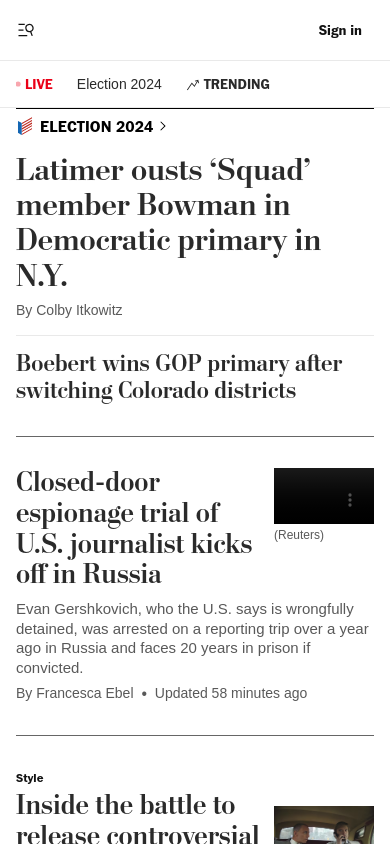 Sign in
LIVE
Election 2024
TRENDING
ELECTION 2024
Latimer ousts ‘Squad’
member Bowman in
Democratic primary in
N.Y.
By Colby Itkowitz
Boebert wins GOP primary after
switching Colorado districts
Closed-door
espionage trial of
U.S. journalist kicks
off in Russia
(Reuters)
Evan Gershkovich, who the U.S. says is wrongfully
detained, was arrested on a reporting trip over a year
ago in Russia and faces 20 years in prison if
convicted.
By Francesca Ebel • Updated 58 minutes ago
Style
Inside the battle to
release controversial